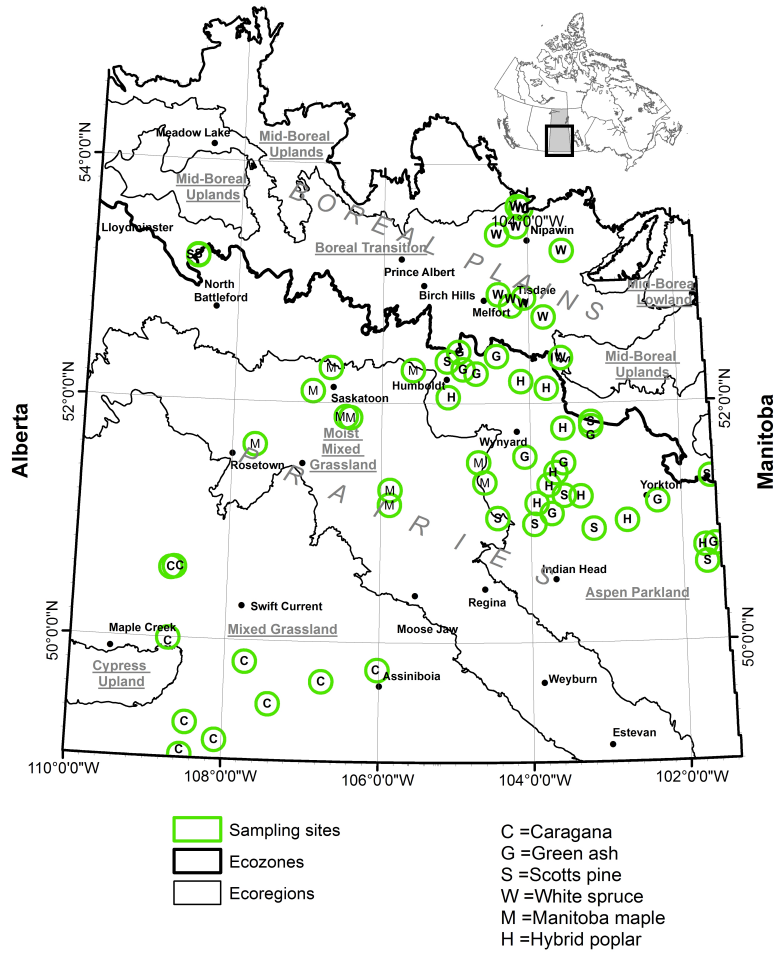 54°0'0"N
Meadow Lake
Mid-Boreal
Uplands
Mid-Boreal
Uplands
BOREAL PLAINS
W
W
104°0'0"W
W
W
Nipawin
W
Lloydminster
S
S
Boreal Transition
Prince Albert
North
Battleford
Birch Hills
W
W
Tisdale
W
Melfort
W
Mid-Boreal
Lowland
Mid-Boreal
Uplands
52°0'0"N
52°0'0"N
M
M
Saskatoon
M
M
M
Humboldt
S
G
G
G
G
W
H
H
H
Moist
Mixed
Grassland
M
Rosetown
PRAIRIES
Wynyard
H
S
G
M
M
G
G
H
H
S
H
H
G
S
S
S
H
Yorkton
G
S
M
M
H
G
S
Alberta
Manitoba
C
C
Indian Head
Aspen Parkland
Regina
Swift Current
Moose Jaw
50°0'0"N
50°0'0"N
Maple Creek
C
Mixed Grassland
Cypress
Upland
C
C
C
Assiniboia
C
Weyburn
C
C
C
Estevan
110°0'0"W
108°0'0"W
106°0'0"W
104°0'0"W
102°0'0"W
Sampling sites
Ecozones
Ecoregions
C =Caragana
G =Green ash
S =Scotts pine
W =White spruce
M =Manitoba maple
H =Hybrid poplar